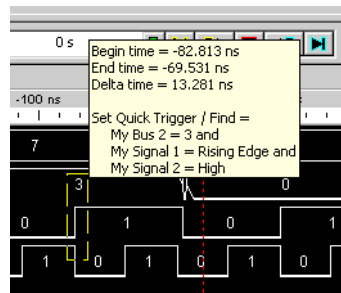 0 s
Begin time = -82.813 ns
End time = -69.531 ns
Delta time = 13.281 ns
Set Quick Trigger / Find =
My Bus 2 = 3 and
My Signal 1 = Rising Edge and
My Signal 2 = High
-100 ns
7
3 0
0 1 0 1
1 0 1 0 1 0